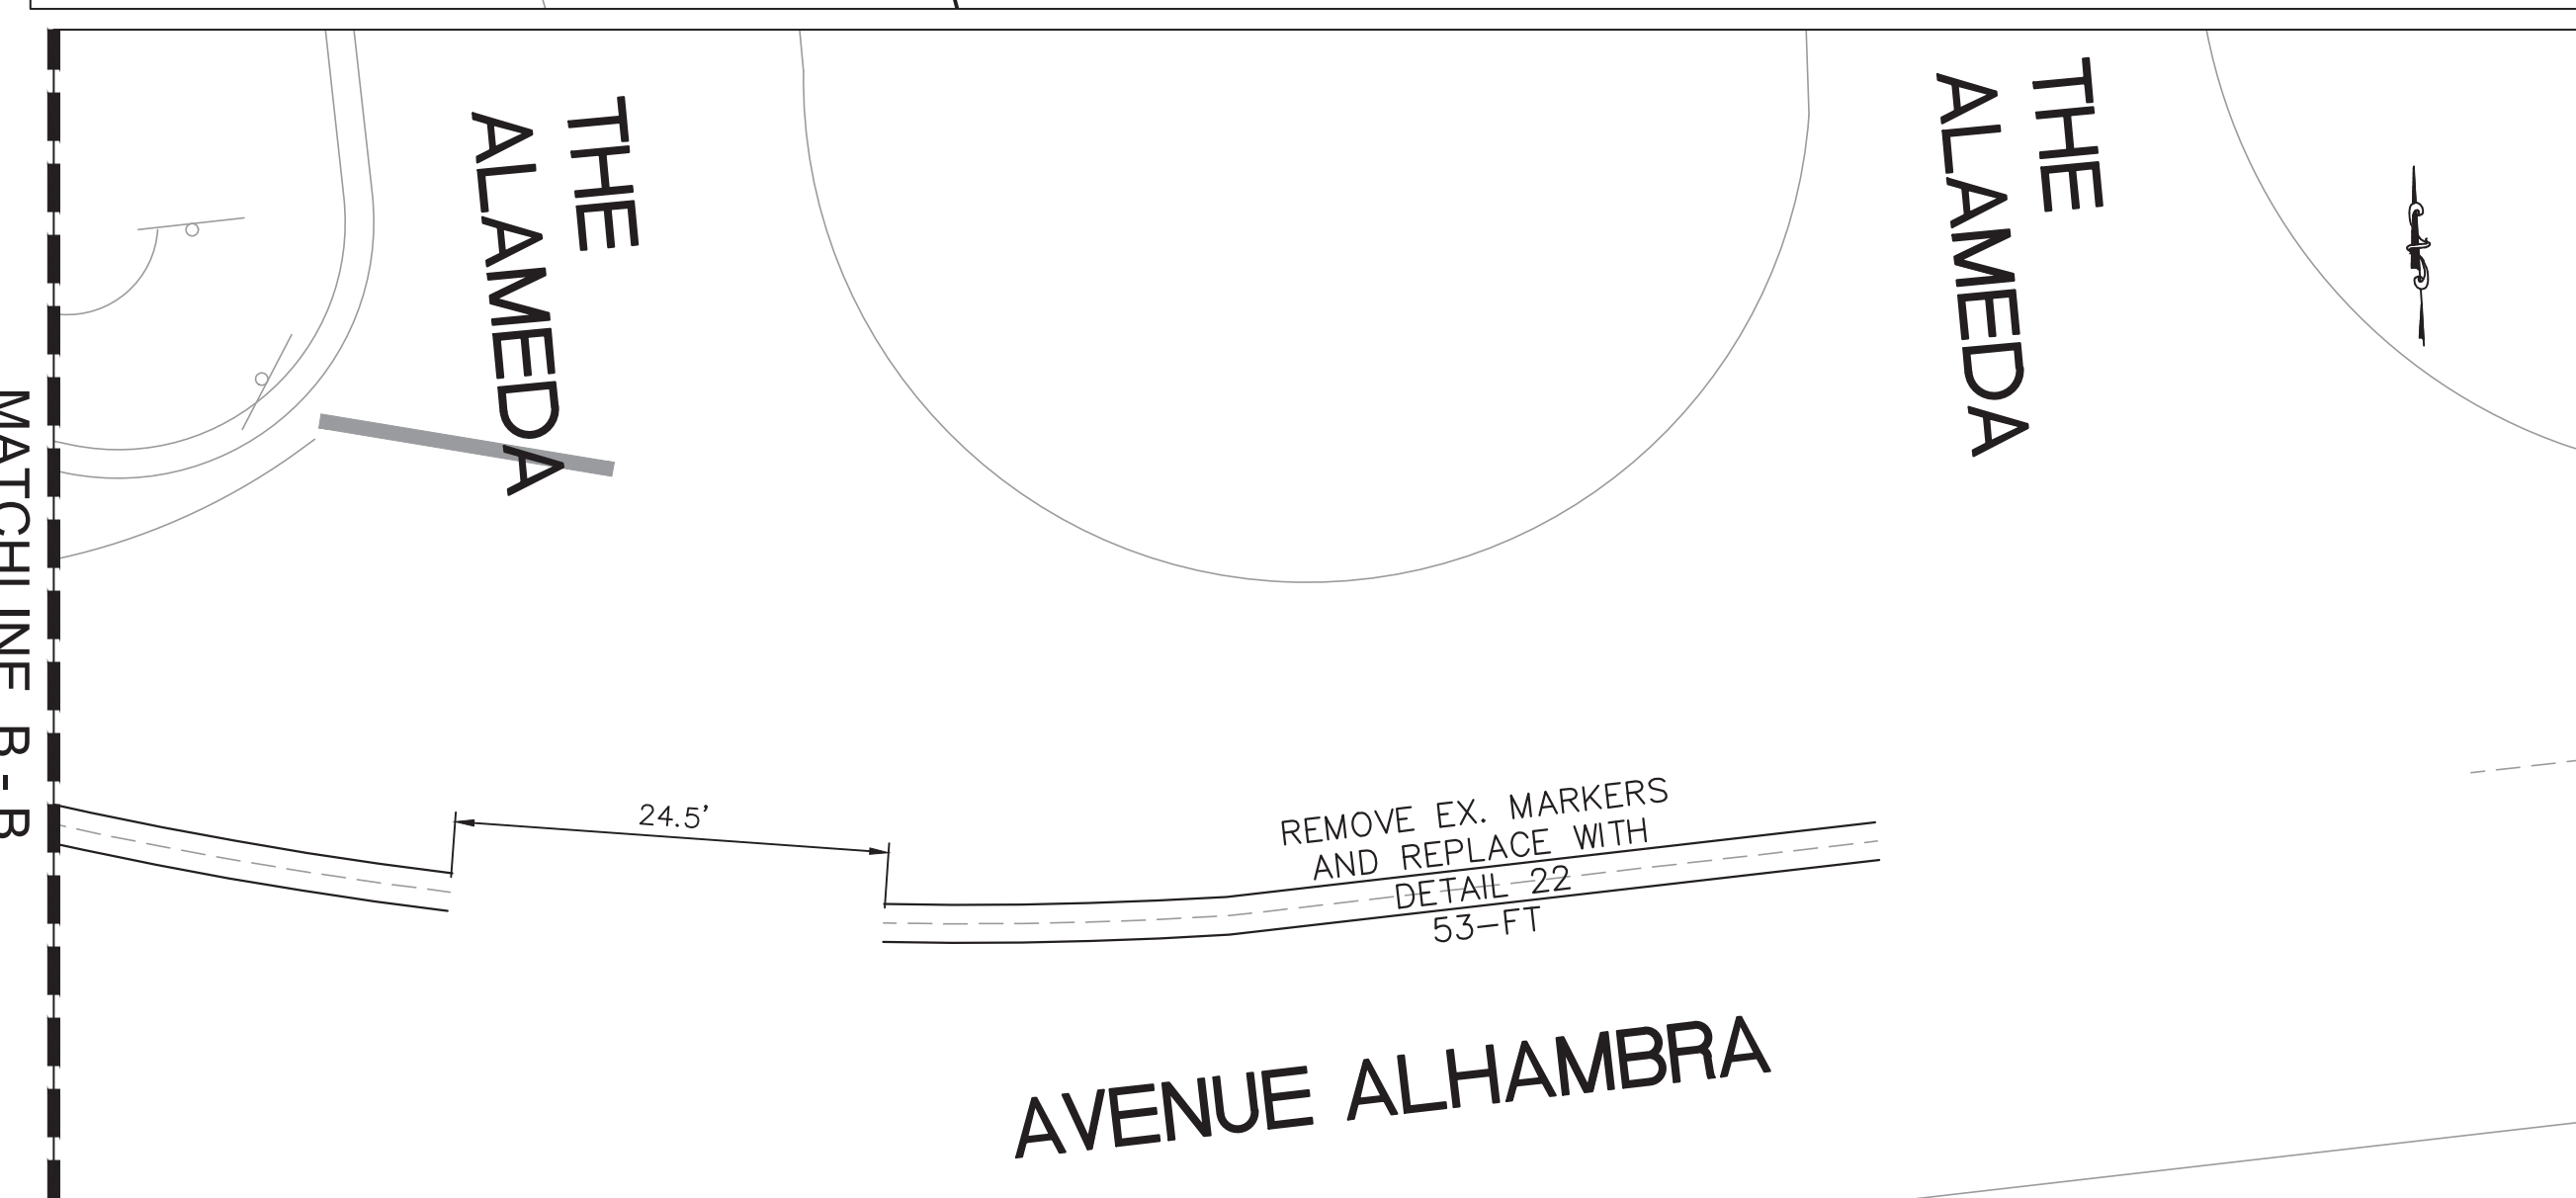 THE
ALAMEDA
THE
ALAMEDA
MATCHLINE B-B
24.5'
REMOVE EX. MARKERS
AND REPLACE WITH
DETAIL 22
53-FT
AVENUE ALHAMBRA